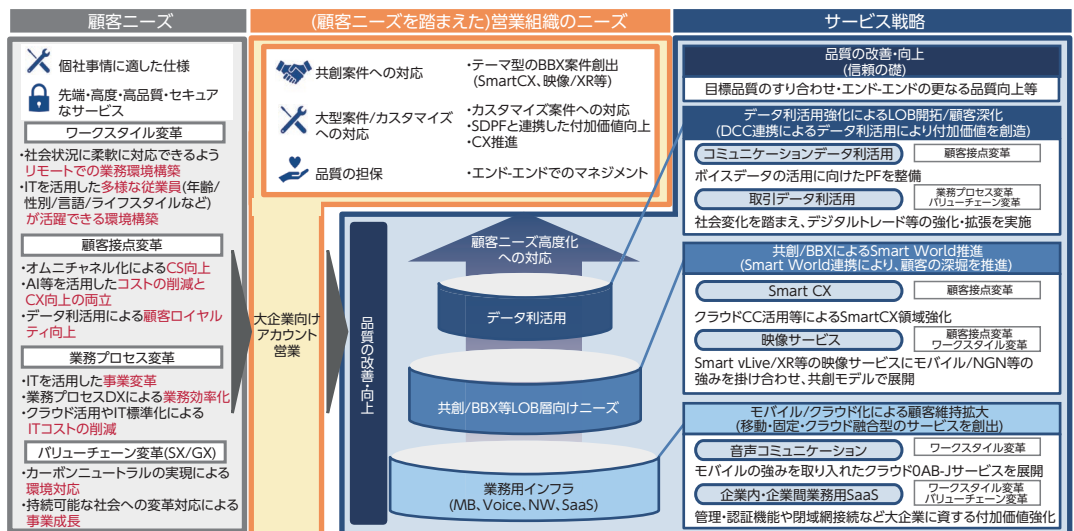 顧客ニーズ
個社事情に適した仕様
先端・高度・高品質・セキュア
なサービス
ワークスタイル変革
・社会状況に柔軟に対応できるよう
リモートでの業務環境構築
・ITを活用した多様な従業員(年齢/
性別/言語/ライフスタイルなど)
が活躍できる環境構築
顧客接点変革
・オムニチャネル化によるCS向上
・AI等を活用したコストの削減と
CX向上の両立
・データ利活用による顧客ロイヤル
ティ向上
業務プロセス変革
・ITを活用した事業変革
・業務プロセスDXによる業務効率化
・クラウド活用やIT標準化による
ITコストの削減
バリューチェーン変革(SX/GX)
・カーボンニュートラルの実現による
環境対応
・持続可能な社会への変革対応による
事業成長
(顧客ニーズを踏まえた)営業組織のニーズ
大企業向け
アカウント
営業
共創案件への対応
・テーマ型のBBX案件創出
(SmartCX、映像/XR等)
大型案件/カスタマイズ
への対応
・カスタマイズ案件への対応
・SDPFと連携した付加価値向上
・CX推進
品質の担保
・エンド-エンドでのマネジメント
品質の改善・向上
顧客ニーズ高度化
への対応
データ利活用
共創/BBX等LOB層向けニーズ
業務用インフラ
(MB、Voice、NW、SaaS)
サービス戦略
品質の改善・向上
(信頼の礎)
目標品質のすり合わせ・エンド-エンドの更なる品質向上等
データ利活用強化によるLOB開拓/顧客深化
(DCC連携によるデータ利活用により付加価値を創造)
コミュニケーションデータ利活用
顧客接点変革
ボイスデータの活用に向けたPFを整備
取引データ利活用
業務プロセス変革
バリューチェーン変革
社会変化を踏まえ、デジタルトレード等の強化・拡張を実施
共創/BBXによるSmart World推進
(Smart World連携により、顧客の深堀を推進)
Smart CX
顧客接点変革
クラウドCC活用等によるSmartCX領域強化
映像サービス
顧客接点変革
ワークスタイル変革
Smart vLive/XR等の映像サービスにモバイル/NGN等の
強みを掛け合わせ、共創モデルで展開
モバイル/クラウド化による顧客維持拡大
(移動・固定・クラウド融合型のサービスを創出)
音声コミュニケーション
ワークスタイル変革
モバイルの強みを取り入れたクラウド0AB-Jサービスを展開
企業内・企業間業務用SaaS
ワークスタイル変革
バリューチェーン変革
管理・認証機能や閉域網接続など大企業に資する付加価値強化